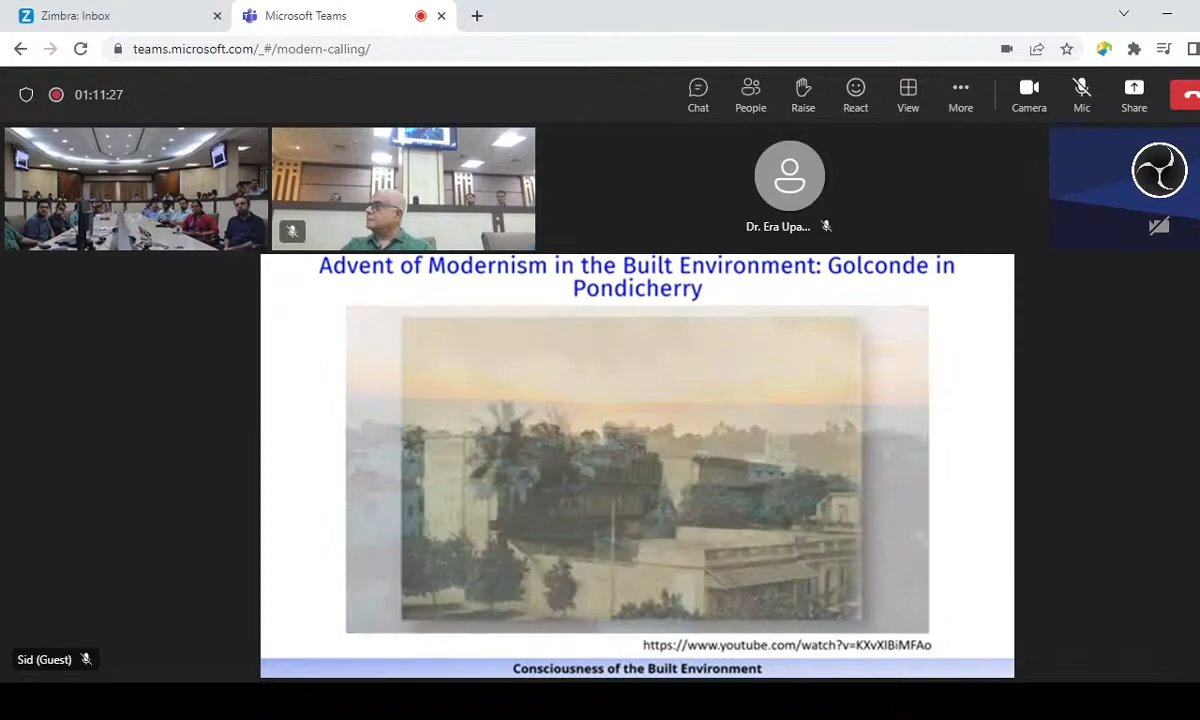 Zimbra: Inbox
Microsoft Teams
teams.microsoft.com/_#/modern-calling/
01:11:27
Chat
People
Raise
React
View
More
Camera
Mic
Share
Dr. Era Upa...
Advent of Modernism in the Built Environment: Golconde in
Pondicherry
https://www.youtube.com/watch?v=KXvXIBiMFAo
Sid (Guest)
Consciousness of the Built Environment